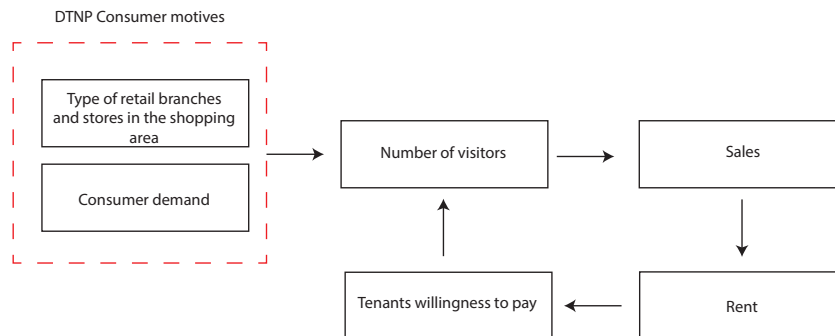 DTNP Consumer motives
Type of retail branches
and stores in the shopping
area
Consumer demand
Number of visitors
Sales
Tenants willingness to pay
Rent